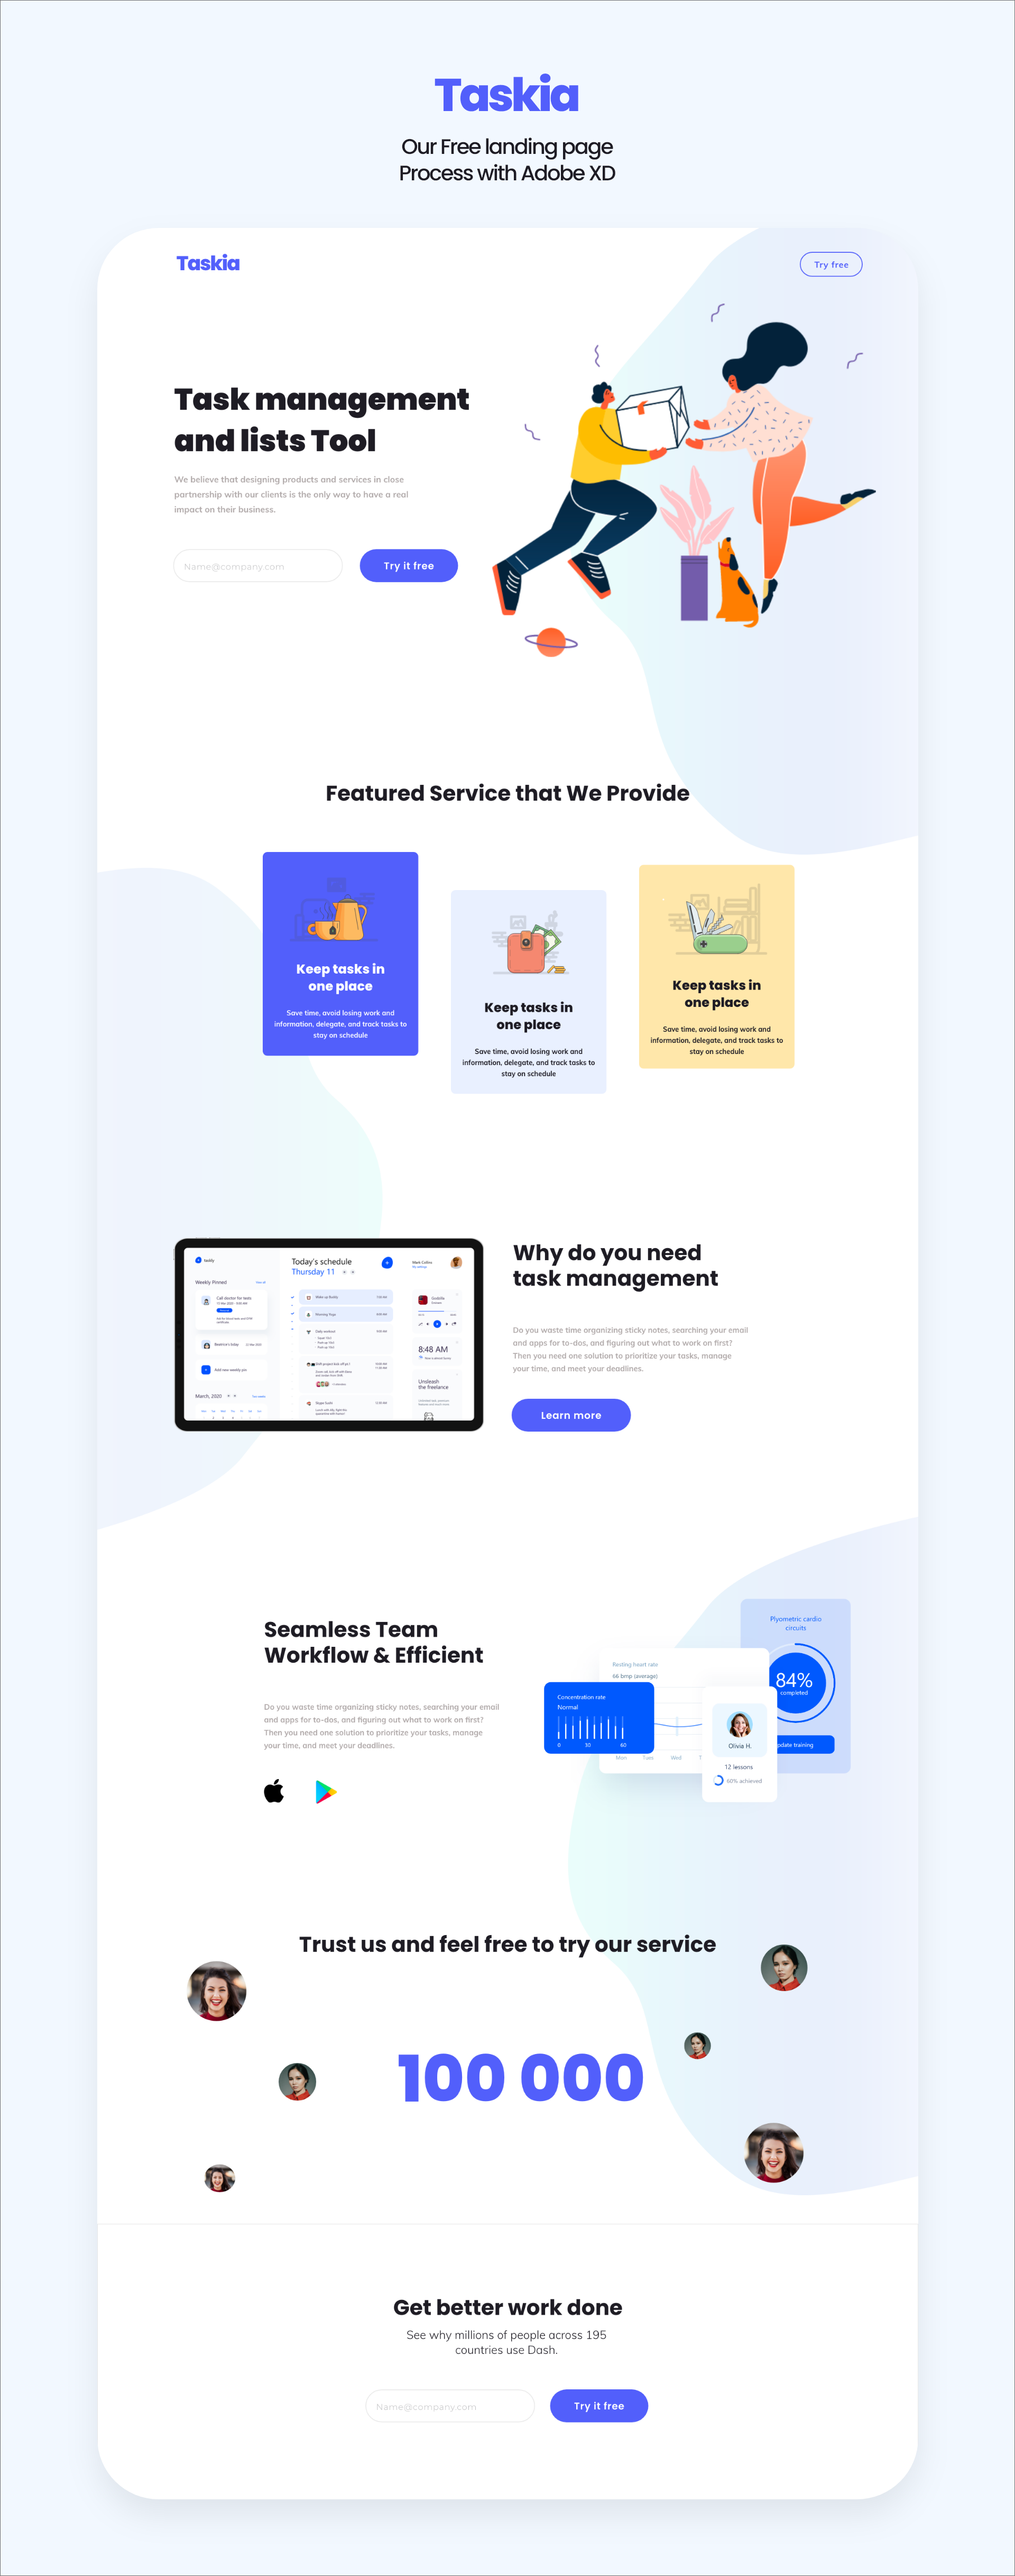 Taskia
Our Free landing page
Process with Adobe XD
Taskia
Try free
Task management
and lists Tool
We believe that designing products and services in close
partnership with our clients is the only way to have a real
impact on their business.
Name@company.com
Try it free
Featured Service that We Provide
Keep tasks in
one place
Save time, avoid losing work and
information, delegate, and track tasks to
stay on schedule
Keep tasks in
one place
Save time, avoid losing work and
information, delegate, and track tasks to
stay on schedule
Keep tasks in
one place
Save time, avoid losing work and
information, delegate, and track tasks to
stay on schedule
Today's schedule
Thursday 11
Weekly Pinned
Call doctor for tests
Add new weekly pin
March, 2020
8:48 AM
Unsleash
the freelance
Why do you need
task management
Do you waste time organizing sticky notes, searching your email
and apps for to-dos, and figuring out what to work on first?
Then you need one solution to prioritize your tasks, manage
your time, and meet your deadlines.
Learn more
Seamless Team
Workflow & Efficient
Do you waste time organizing sticky notes, searching your email
and apps for to-dos, and figuring out what to work on first?
Then you need one solution to prioritize your tasks, manage
your time, and meet your deadlines.
Plyometric cardio
circuits
84%
completed
pdate training
Resting heart rate
66 bmp (average)
Mon Tues Wed
Concentration rate
Normal
0 30 60
Olivia H.
12 lessons
60% achieved
Trust us and feel free to try our service
100 000
Get better work done
See why millions of people across 195
countries use Dash.
Name@company.com
Try it free